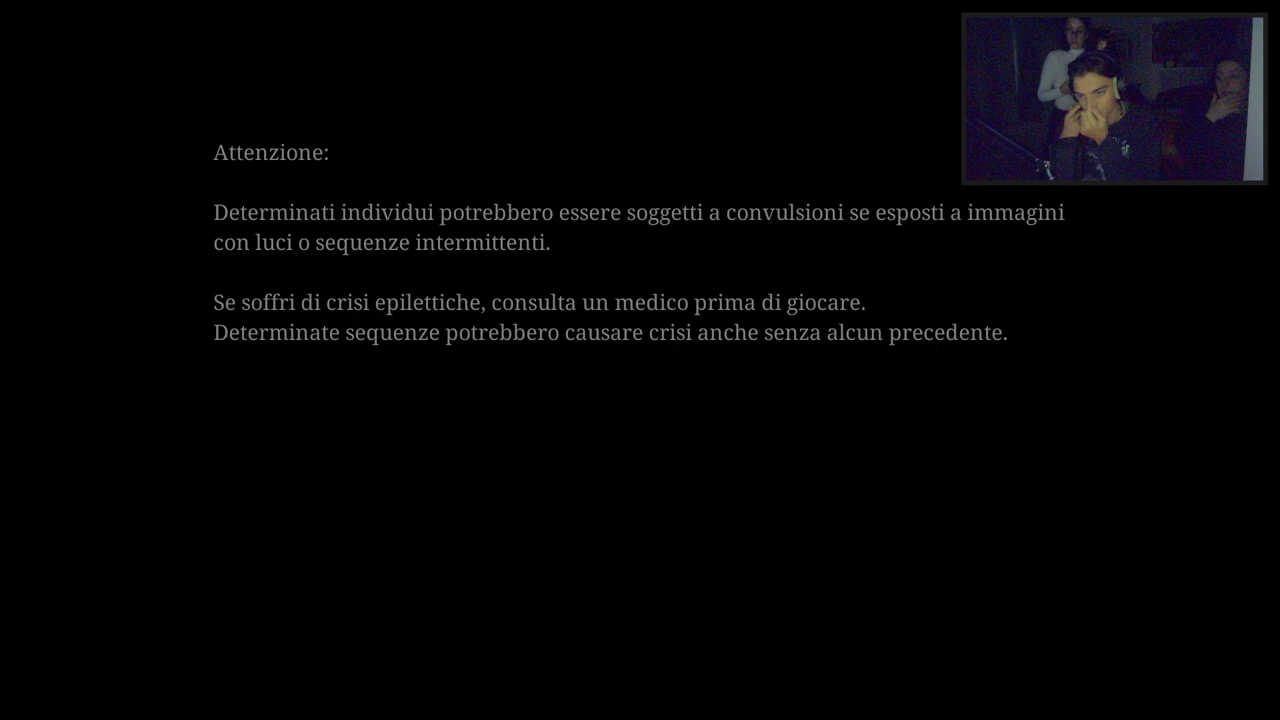 Attenzione:
Determinati individui potrebbero essere soggetti a convulsioni se esposti a immagini
con luci o sequenze intermittenti.
Se soffri di crisi epilettiche, consulta un medico prima di giocare.
Determinate sequenze potrebbero causare crisi anche senza alcun precedente.